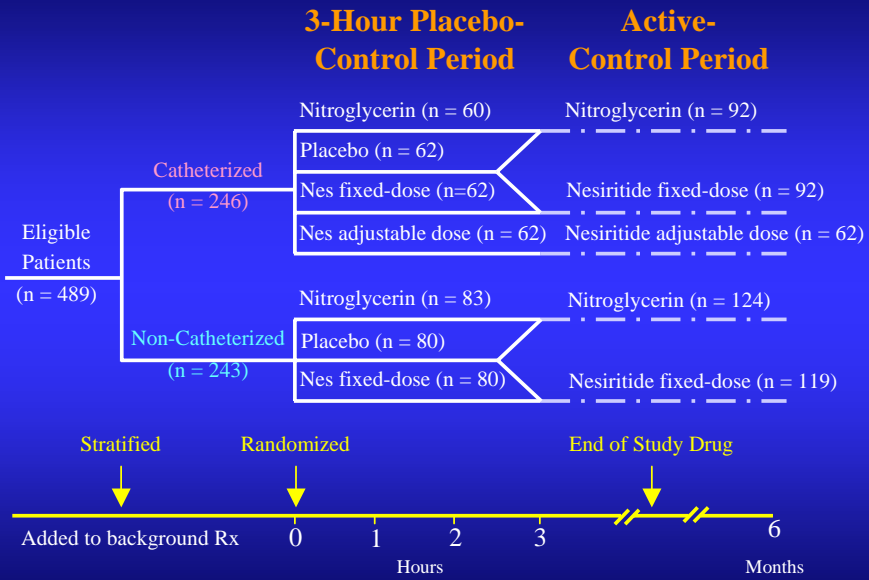 3-Hour Placebo-
Control Period
Active-
Control Period
Nitroglycerin (n = 60)
Nitroglycerin (n = 92)
Placebo (n = 62)
Catheterized
(n = 246)
Nes fixed-dose (n=62)
Nesiritide fixed-dose (n = 92)
Nes adjustable dose (n = 62)
Nesiritide adjustable dose (n = 62)
Eligible
Patients
(n = 489)
Nitroglycerin (n = 83)
Nitroglycerin (n = 124)
Non-Catheterized
(n = 243)
Placebo (n = 80)
Nes fixed-dose (n = 80)
Nesiritide fixed-dose (n = 119)
Stratified
Randomized
End of Study Drug
Added to background Rx
0
1
2
3
6
Hours
Months